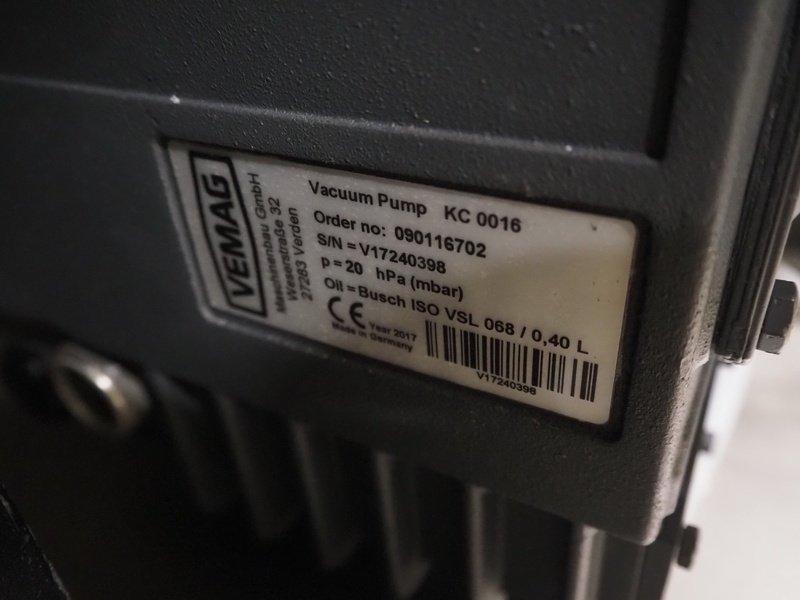 VEMAG
Maschinenbau GmbH
Weserstraße 32
27283 Verden
Vacuum Pump KC 0016
Order no: 090116702
S/N = V17240398
p = 20 hPa (mbar)
Oil = Busch ISO VSL 068 / 0,40 L
CE Year 2017
Made in Germany
V17240398